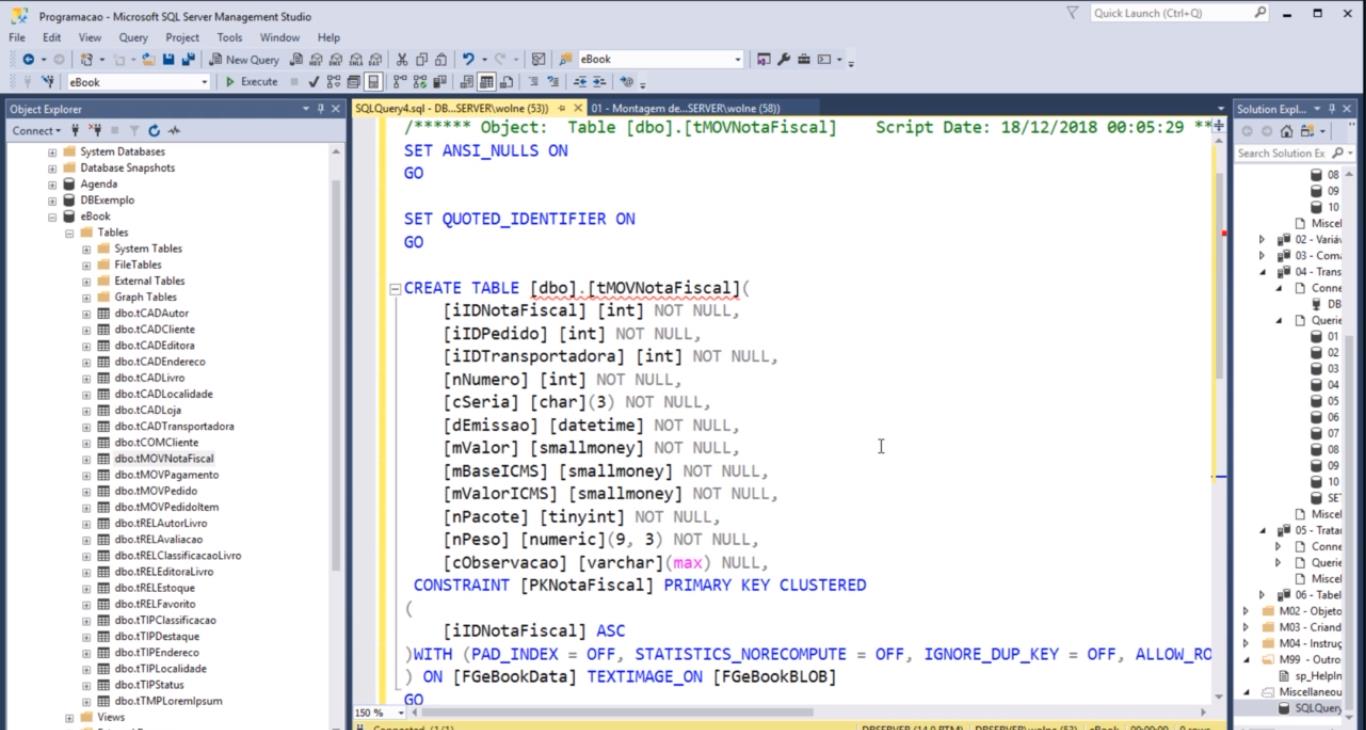 Programacao - Microsoft SQL Server Management Studio
Quick Launch (Ctrl+Q)
File Edit View Query Project Tools Window Help
New Query
eBook
eBook
Execute
Object Explorer
Connect
System Databases
Database Snapshots
Agenda
DBExemplo
eBook
Tables
System Tables
FileTables
External Tables
Graph Tables
dbo.tCADAutor
dbo.tCADCliente
dbo.tCADEditora
dbo.tCADEndereco
dbo.tCADLivro
dbo.tCADLocalidade
dbo.tCADLoja
dbo.tCADTransportadora
dbo.tCOMCliente
dbo.tMOVNotaFiscal
dbo.tMOVPagamento
dbo.tMOVPedido
dbo.tMOVPedidoItem
dbo.tRELAutorLivro
dbo.tRELAvaliacao
dbo.tRELClassificacaoLivro
dbo.tRELEditoraLivro
dbo.tRELEstoque
dbo.tRELFavorito
dbo.tTIPClassificacao
dbo.tTIPDestaque
dbo.tTIPEndereco
dbo.tTIPLocalidade
dbo.tTIPStatus
dbo.tTMPLoremIpsum
Views
SQLQuery4.sql - DB...SERVER\wolne (53))
01 - Montagem de...SERVER\wolne (58))
/****** Object:  Table [dbo].[tMOVNotaFiscal]    Script Date: 18/12/2018 00:05:29 **
SET ANSI_NULLS ON
GO
SET QUOTED_IDENTIFIER ON
GO
CREATE TABLE [dbo].[tMOVNotaFiscal](
[iIDNotaFiscal] [int] NOT NULL,
[iIDPedido] [int] NOT NULL,
[iIDTransportadora] [int] NOT NULL,
[nNumero] [int] NOT NULL,
[cSeria] [char](3) NOT NULL,
[dEmissao] [datetime] NOT NULL,
[mValor] [smallmoney] NOT NULL,
[mBaseICMS] [smallmoney] NOT NULL,
[mValorICMS] [smallmoney] NOT NULL,
[nPacote] [tinyint] NOT NULL,
[nPeso] [numeric](9, 3) NOT NULL,
[cObservacao] [varchar](max) NULL,
CONSTRAINT [PKNotaFiscal] PRIMARY KEY CLUSTERED
(
[iIDNotaFiscal] ASC
)WITH (PAD_INDEX = OFF, STATISTICS_NORECOMPUTE = OFF, IGNORE_DUP_KEY = OFF, ALLOW_RO
) ON [FGeBookData] TEXTIMAGE_ON [FGeBookBLOB]
GO
150 %
Solution Expl...
Search Solution Ex
08
09
10
Miscel
02 - Variáv
03 - Com
04 - Trans
Conne
DB
Querie
01
02
03
04
05
06
07
08
09
10
SE
Miscel
05 - Tratar
Conne
Querie
Miscel
06 - Tabel
M02 - Objeto
M03 - Criand
M04 - Instruç
M99 - Outro
sp_HelpIn
Miscellaneou
SQLQuery